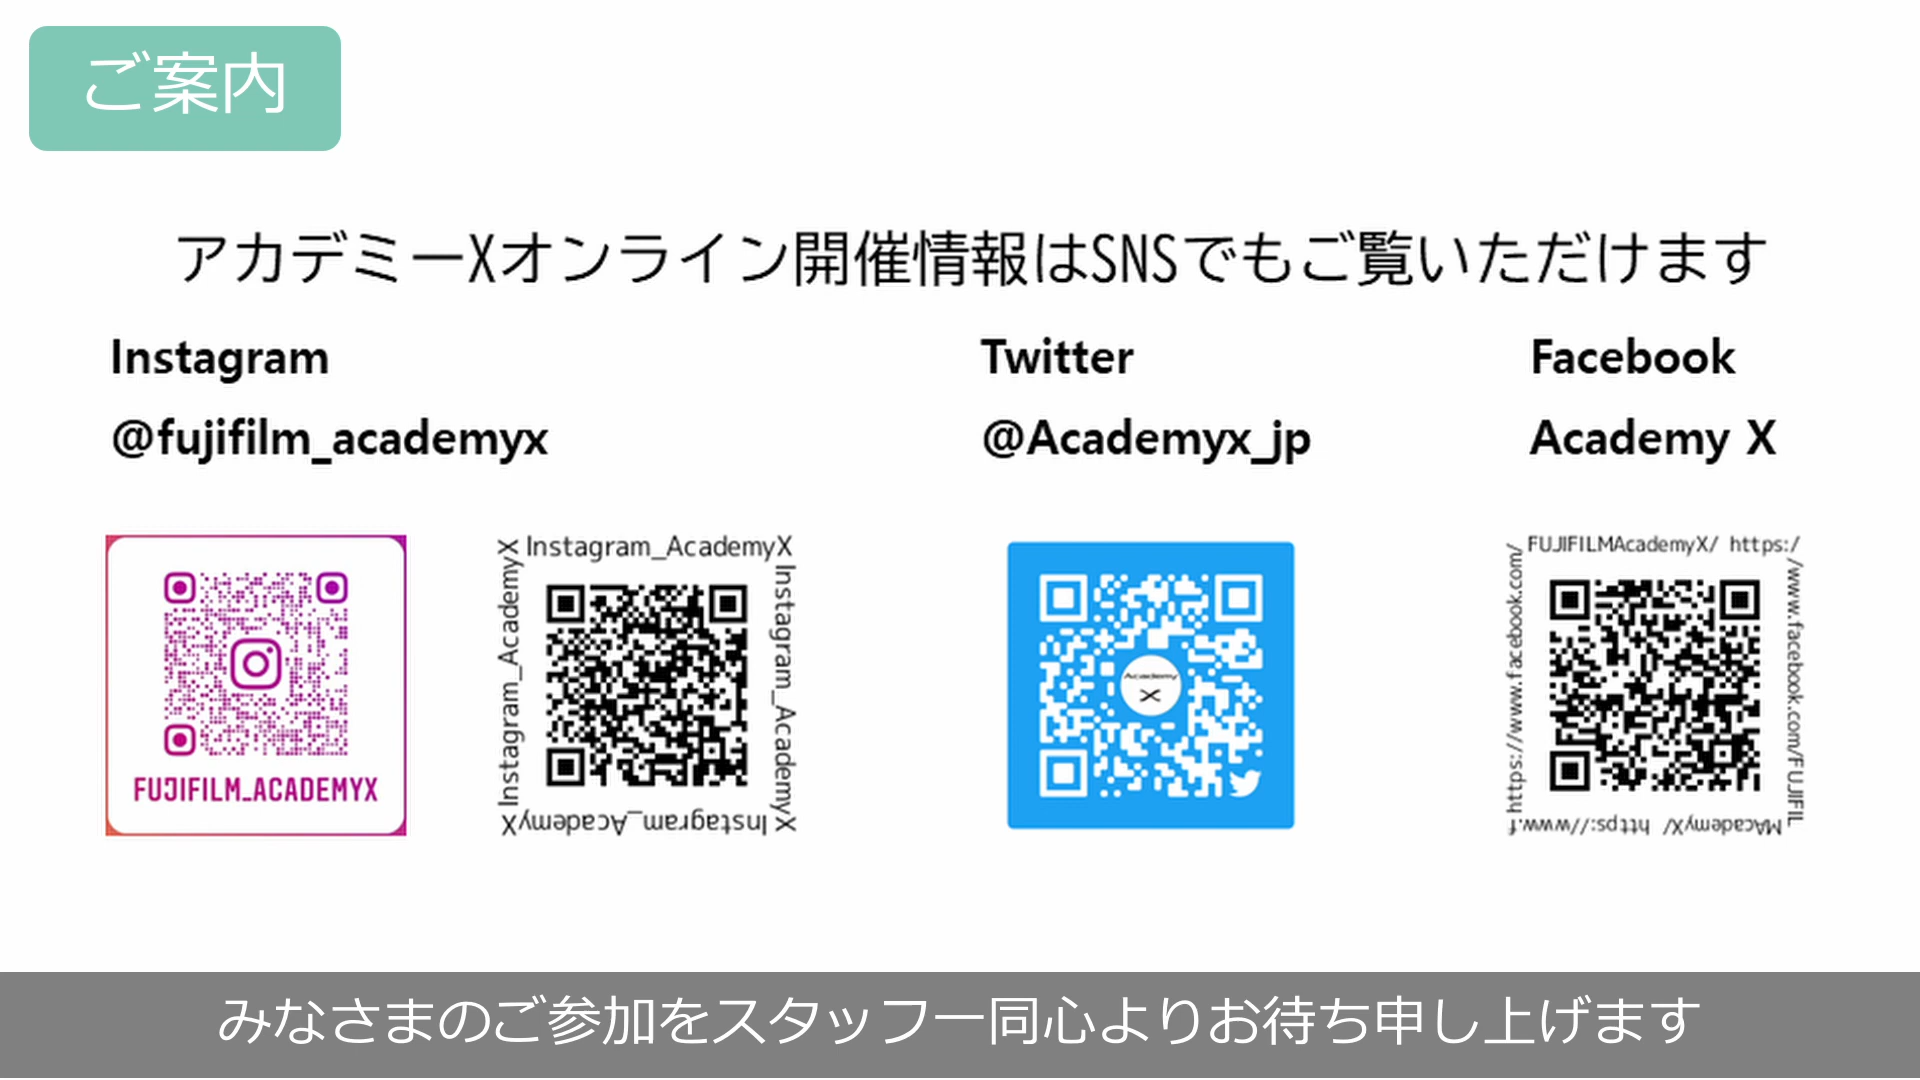 ご案内
アカデミーXオンライン開催情報はSNSでもご覧いただけます
Instagram
@fujifilm_academyx
Twitter
@Academyx_jp
Facebook
Academy X
FUJIFILM_ACADEMYX
Instagram_AcademyX
Instagram_AcademyX
Instagram_AcademyX
Instagram_AcademyX
Academy
X
FUJIFILMAcademyX/ https:/
/www.facebook.com/FUJIFIL
MAcademyX/ https://www.f
https://www.facebook.com/
みなさまのご参加をスタッフ一同心よりお待ち申し上げます